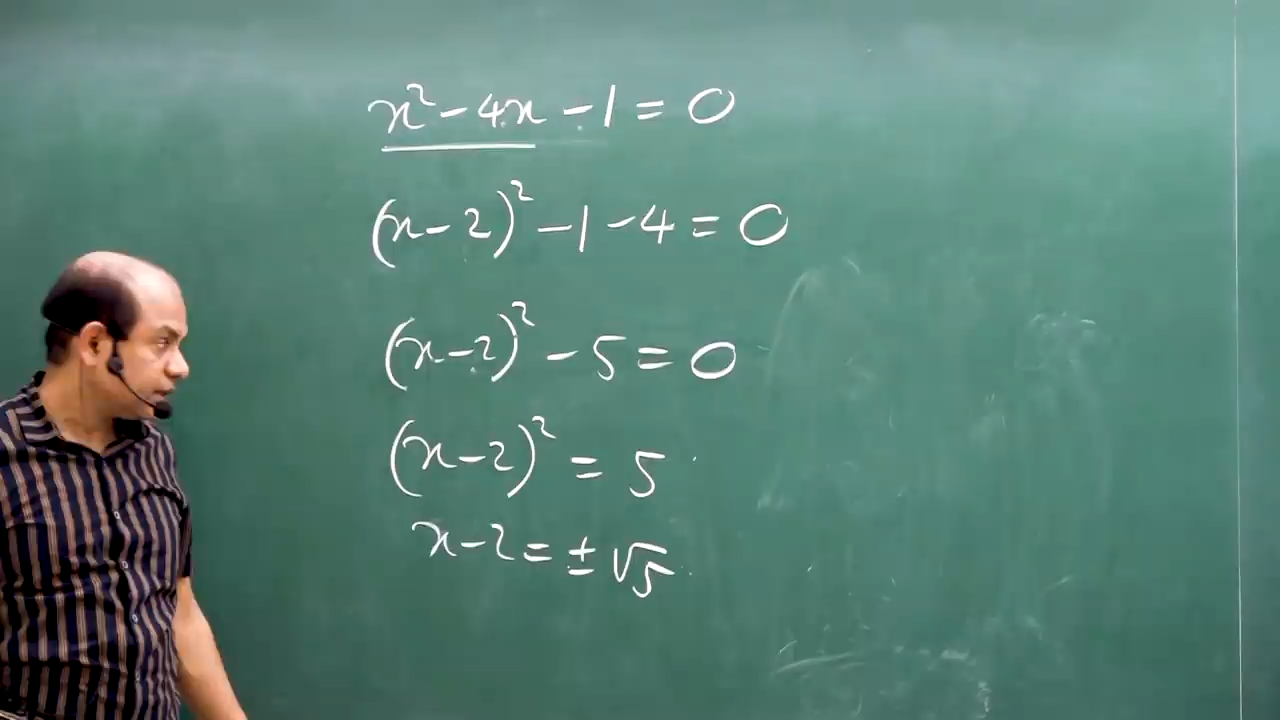 x² - 4x - 1 = 0
(x - 2)² - 1 - 4 = 0
(x - 2)² - 5 = 0
(x - 2)² = 5
x - 2 = ± √5